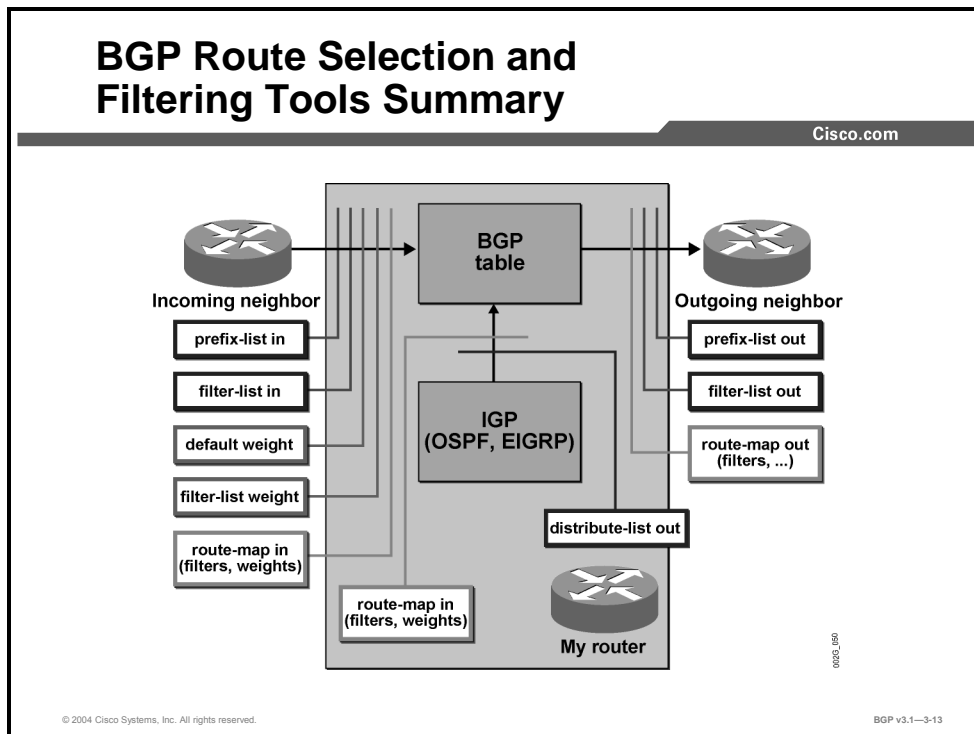 BGP Route Selection and
Filtering Tools Summary
Cisco.com
BGP
table
Incoming neighbor
Outgoing neighbor
prefix-list in
prefix-list out
filter-list in
filter-list out
IGP
(OSPF, EIGRP)
default weight
route-map out
(filters, ...)
filter-list weight
distribute-list out
route-map in
(filters, weights)
route-map in
(filters, weights)
My router
002G_050
© 2004 Cisco Systems, Inc. All rights reserved.
BGP v3.1—3-13